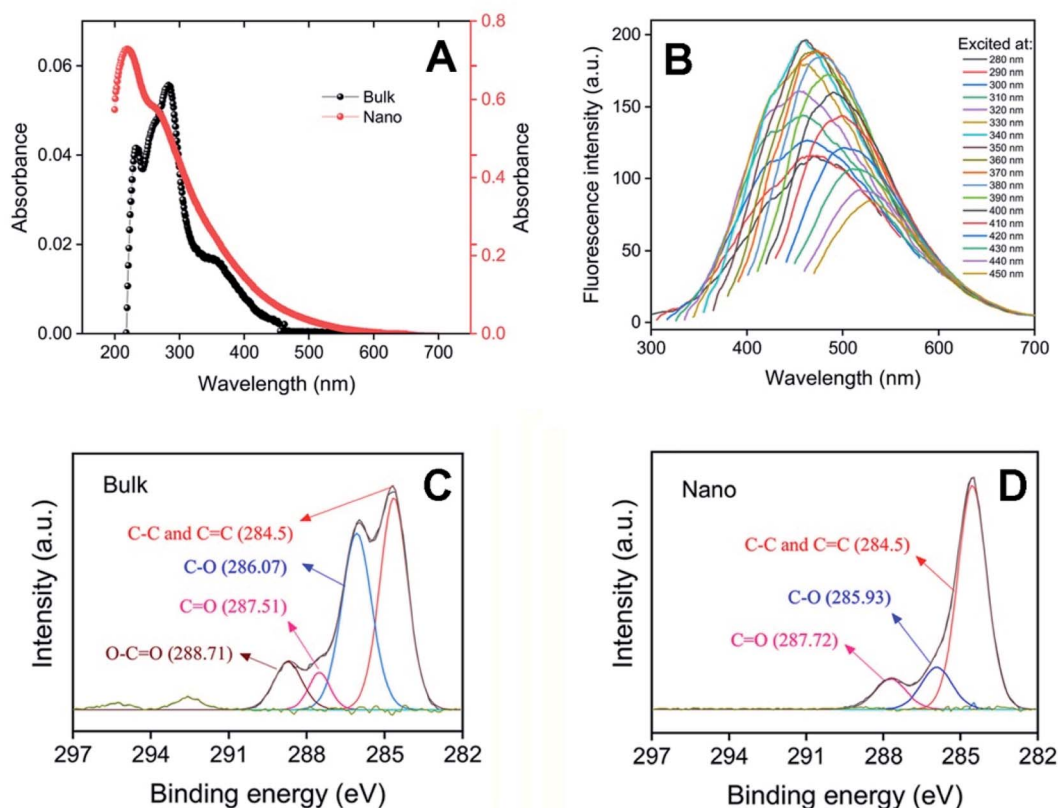 A
Bulk
Nano
0.06
0.04
0.02
0.00
0.8
0.6
0.4
0.2
0.0
200 300 400 500 600 700
Absorbance
Absorbance
Wavelength (nm)
B
Excited at:
280 nm
290 nm
300 nm
310 nm
320 nm
330 nm
340 nm
350 nm
360 nm
370 nm
380 nm
390 nm
400 nm
410 nm
420 nm
430 nm
440 nm
450 nm
200
150
100
50
0
300 400 500 600 700
Fluorescence intensity (a.u.)
Wavelength (nm)
Bulk
C
C-C and C=C (284.5)
C-O (286.07)
C=O (287.51)
O-C=O (288.71)
Intensity (a.u.)
297 294 291 288 285 282
Binding energy (eV)
Nano
D
C-C and C=C (284.5)
C-O (285.93)
C=O (287.72)
Intensity (a.u.)
297 294 291 288 285 282
Binding energy (eV)